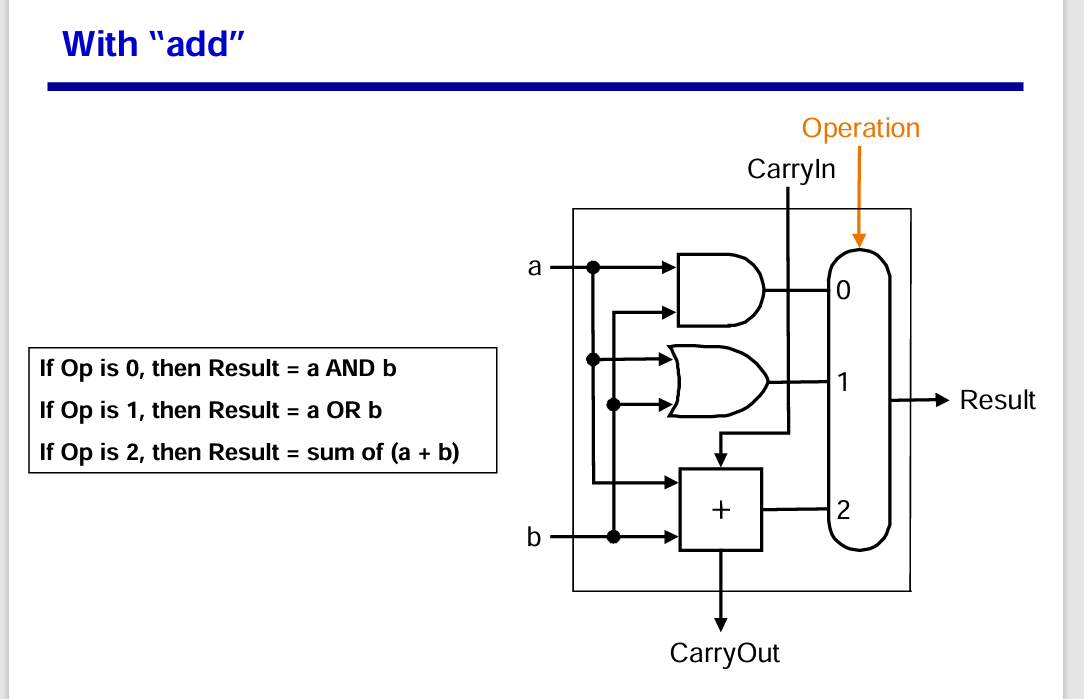 With “add”
Operation
CarryIn
a
0
If Op is 0, then Result = a AND b
1
If Op is 1, then Result = a OR b
Result
If Op is 2, then Result = sum of (a + b)
+
2
b
CarryOut